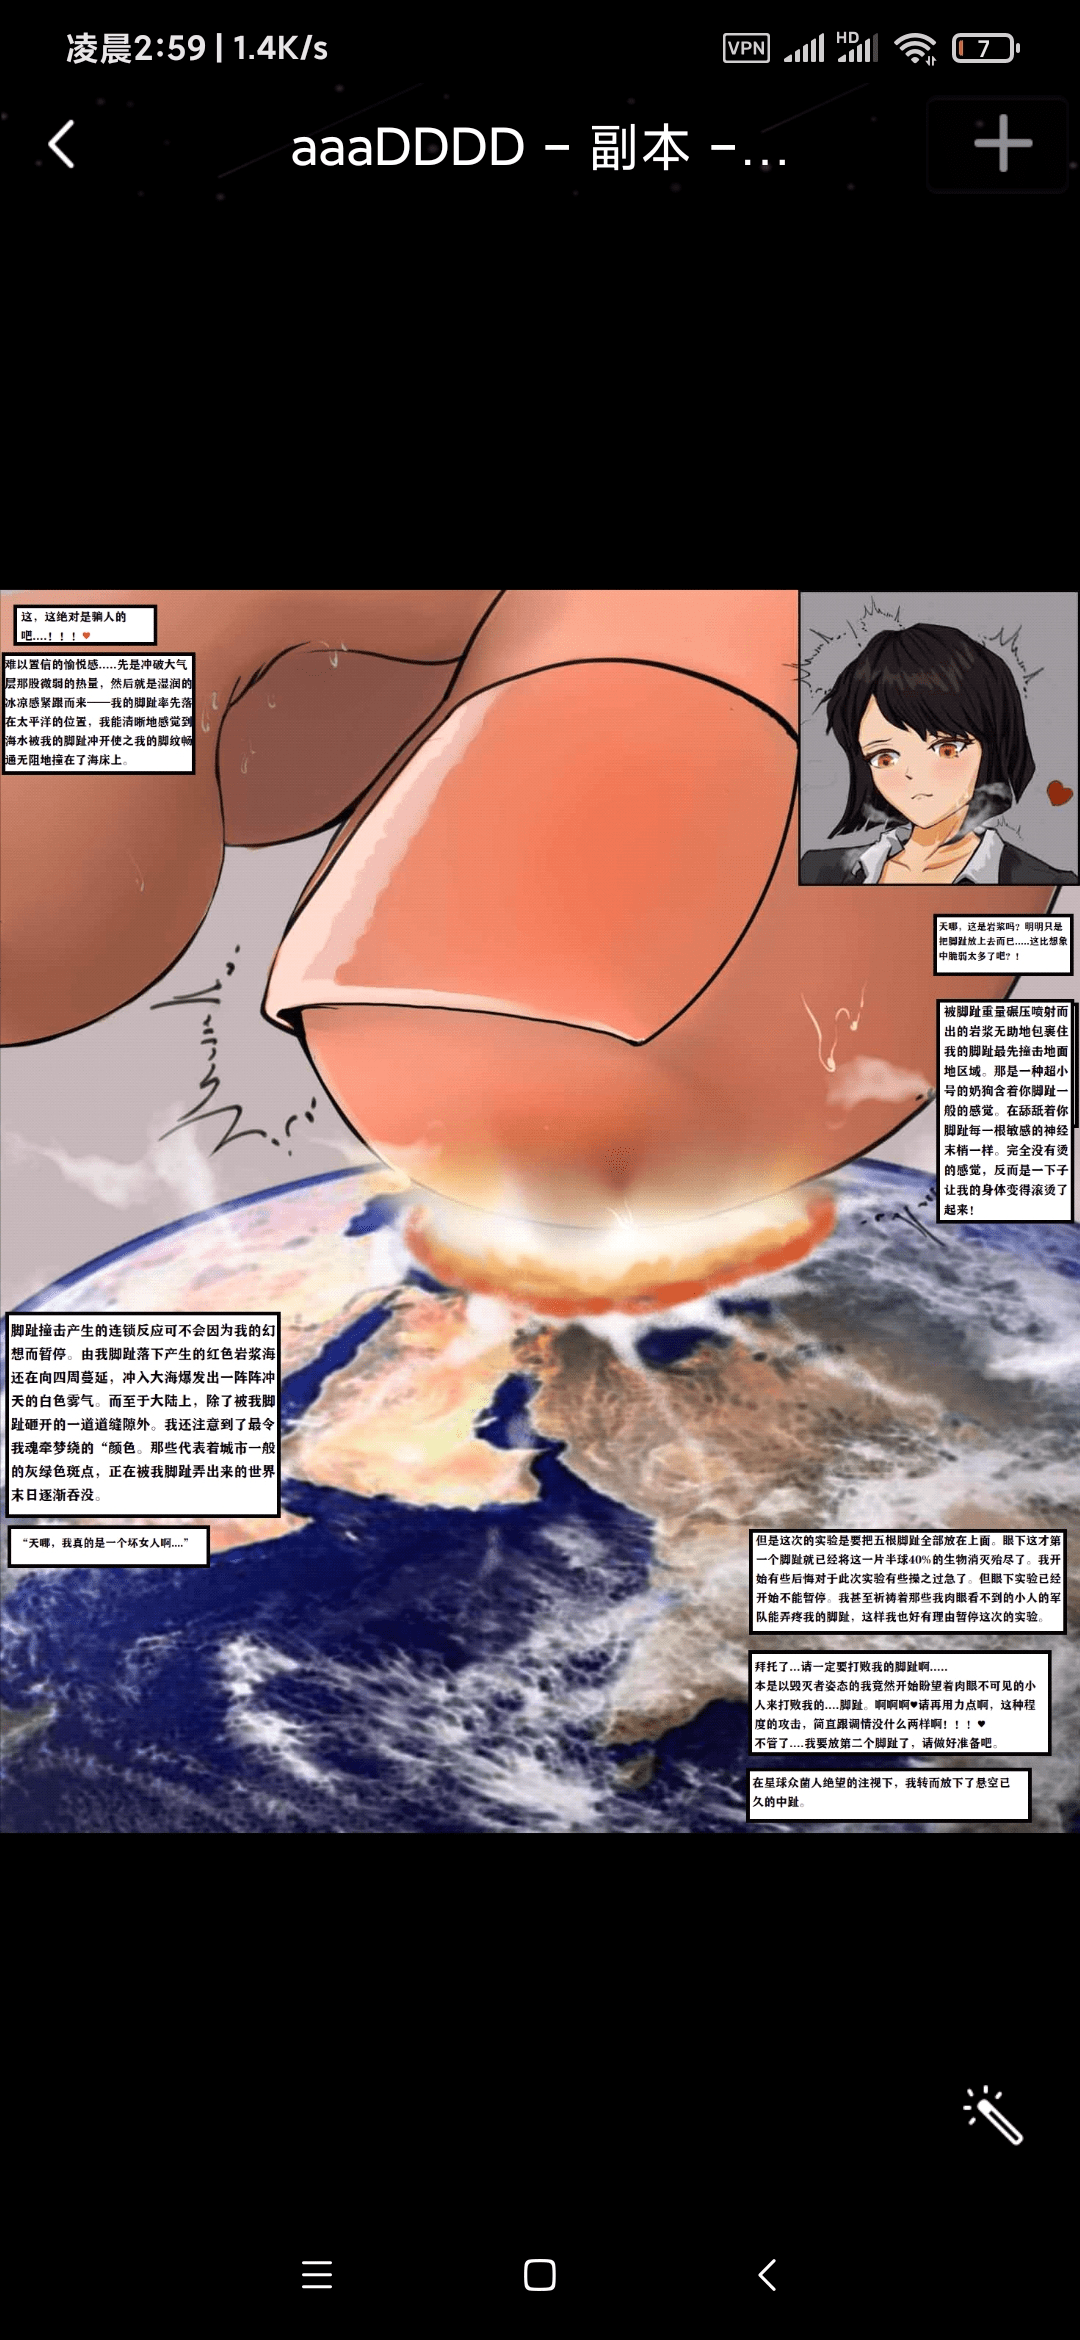 凌晨2:59 | 1.4K/s
VPN
HD
7
aaaDDDD - 副本 -...
这，这绝对是骗人的
吧....！！！♥
难以置信的愉悦感.....先是冲破大气
层那股微弱的热量，然后就是湿润的
冰凉感紧跟而来——我的脚趾率先落
在太平洋的位置，我能清晰地感觉到
海水被我的脚趾冲开使之我的脚纹畅
通无阻地撞在了海床上。
天哪，这是岩浆吗？明明只是
把脚趾放上去而已.....这比想象
中脆弱太多了吧？！
被脚趾重量碾压喷射而
出的岩浆无助地包裹住
我的脚趾最先撞击地面
地区域。那是一种超小
号的奶狗含着你脚趾一
般的感觉。在舔舐着你
脚趾每一根敏感的神经
末梢一样。完全没有烫
的感觉，反而是一下子
让我的身体变得滚烫了
起来！
脚趾撞击产生的连锁反应可不会因为我的幻
想而暂停。由我脚趾落下产生的红色岩浆海
还在向四周蔓延，冲入大海爆发出一阵阵冲
天的白色雾气。而至于大陆上，除了被我脚
趾砸开的一道道缝隙外。我还注意到了最令
我魂牵梦绕的“颜色。那些代表着城市一般
的灰绿色斑点，正在被我脚趾弄出来的世界
末日逐渐吞没。
“天哪，我真的是一个坏女人啊....”
但是这次的实验是要把五根脚趾全部放在上面。眼下这才第
一个脚趾就已经将这一片半球40%的生物消灭殆尽了。我开
始有些后悔对于此次实验有些操之过急了。但眼下实验已经
开始不能暂停。我甚至祈祷着那些我肉眼看不到的小人的军
队能弄疼我的脚趾，这样我也好有理由暂停这次的实验。
拜托了...请一定要打败我的脚趾啊.....
本是以毁灭者姿态的我竟然开始盼望着肉眼不可见的小
人来打败我的....脚趾。啊啊啊♥请再用力点啊，这种程
度的攻击，简直跟调情没什么两样啊！！！♥
不管了....我要放第二个脚趾了，请做好准备吧。
在星球众菌人绝望的注视下，我转而放下了悬空已
久的中趾。